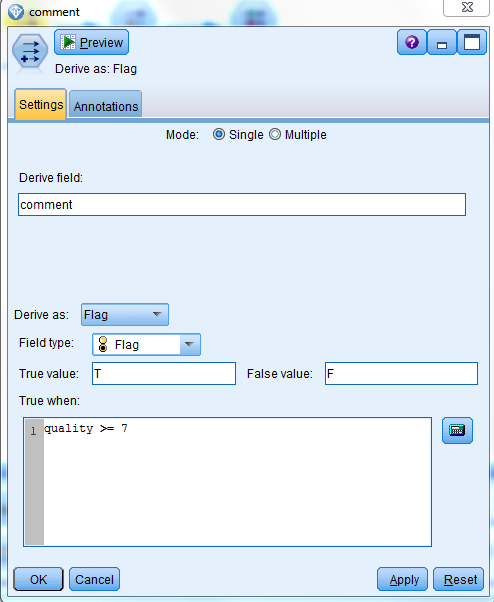 comment
Preview
Derive as: Flag
Settings Annotations
Mode: Single Multiple
Derive field:
comment
Derive as: Flag
Field type: Flag
True value: T False value: F
True when:
1 quality >= 7
OK Cancel Apply Reset